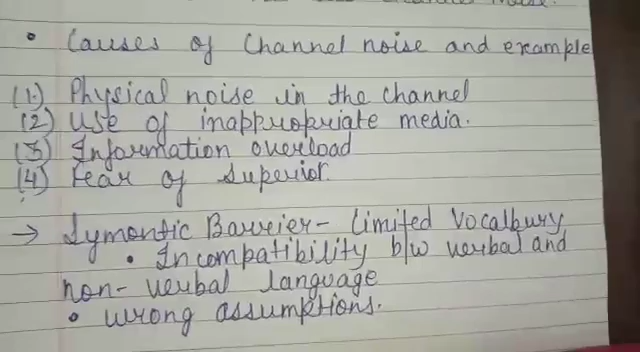 • Causes of Channel noise and example
(1) Physical noise in the channel
(2) Use of inappropriate media.
(3) Information overload
(4) Fear of Superior.
→ Symontic Barrier - limited Vocalbury
• Incompatibility b/w verbal and
non-verbal language
• wrong assumptions.